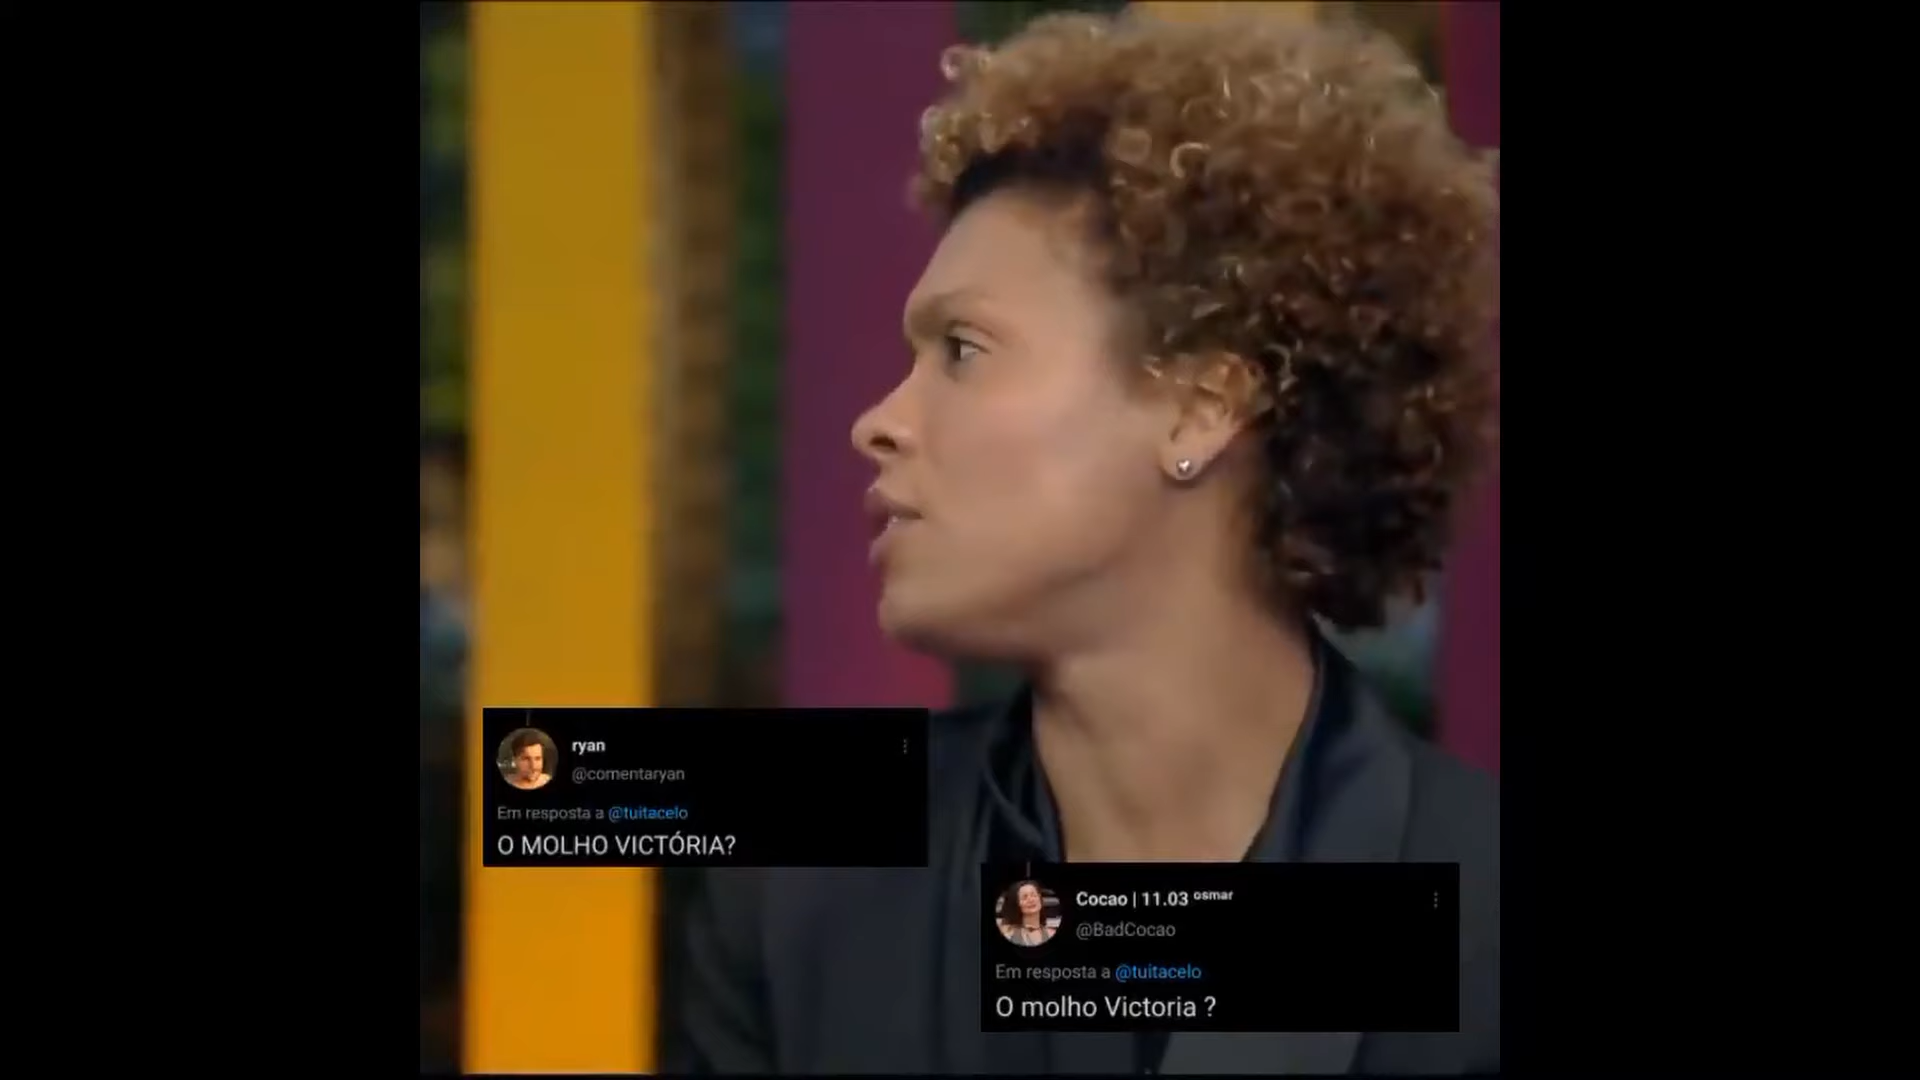 ryan
@comentaryan
Em resposta a @tuitacelo
O MOLHO VICTÓRIA?
Cocao | 11.03 osmar
@BadCocao
Em resposta a @tuitacelo
O molho Victoria ?